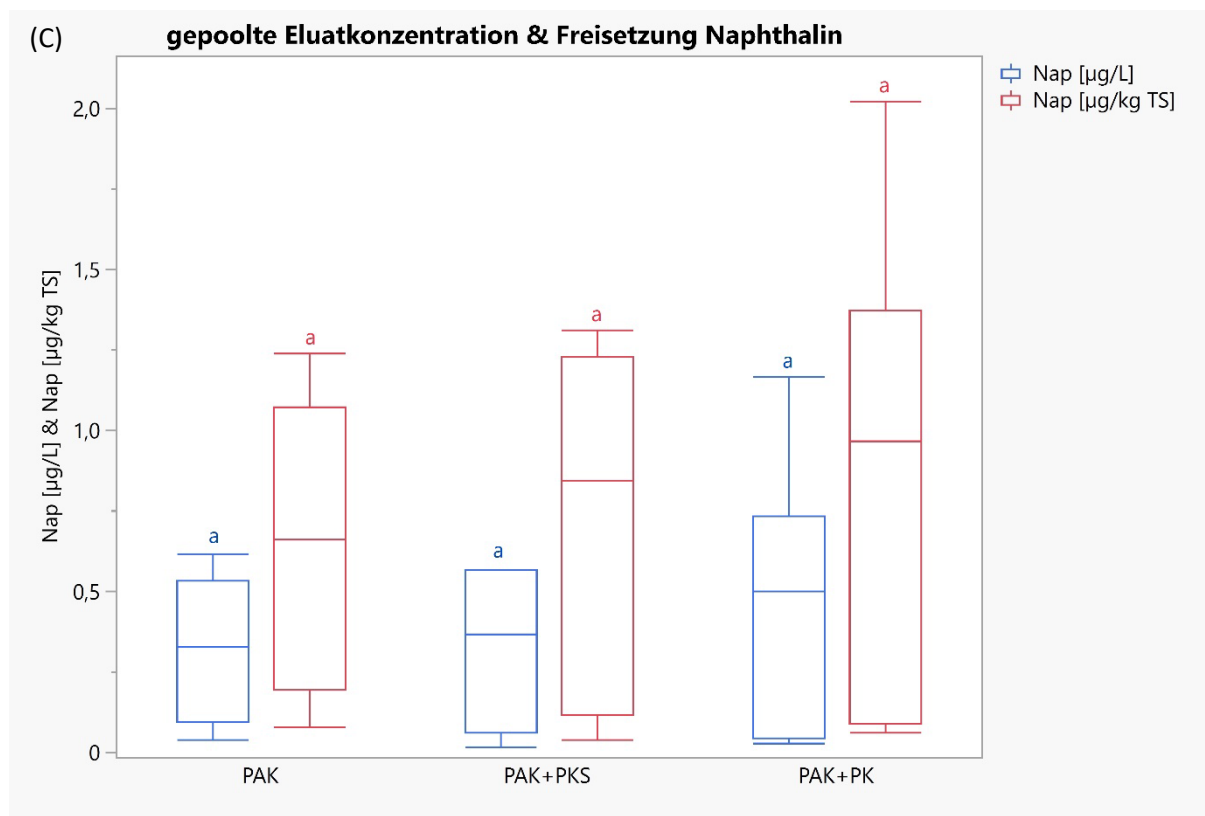 (C)
gepoolte Eluatkonzentration & Freisetzung Naphthalin
Nap [µg/L]
Nap [µg/kg TS]
Nap [µg/L] & Nap [µg/kg TS]
2,0
1,5
1,0
0,5
0
a
a
a
a
a
a
PAK
PAK+PKS
PAK+PK